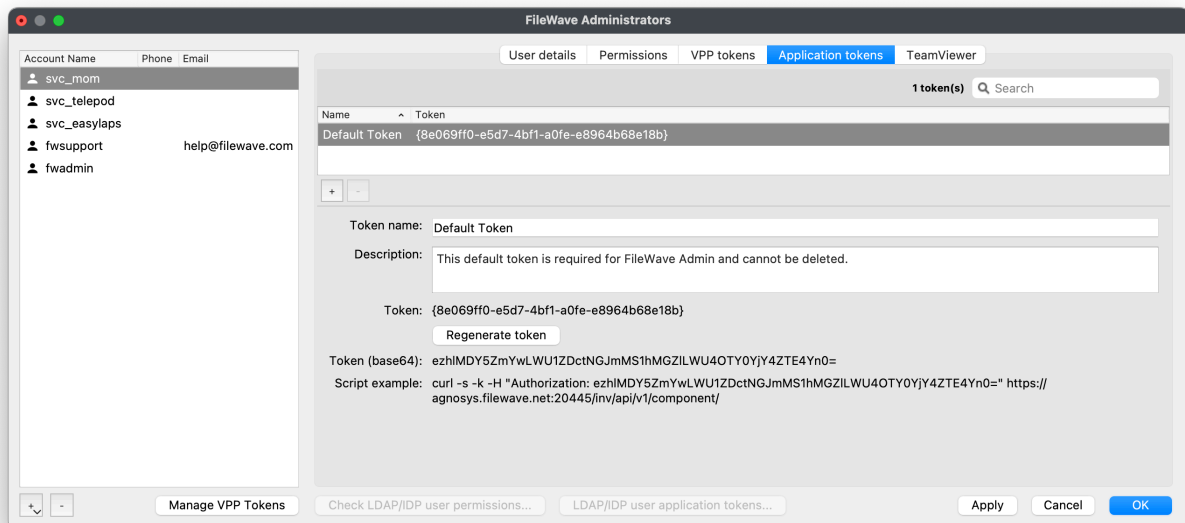 FileWave Administrators
Account Name Phone Email
svc_mom
svc_telepod
svc_easylaps
fwsupport help@filewave.com
fwadmin
+ -
Manage VPP Tokens
User details Permissions VPP tokens Application tokens TeamViewer
1 token(s) Search
Name Token
Default Token {8e069ff0-e5d7-4bf1-a0fe-e8964b68e18b}
+ -
Token name: Default Token
Description: This default token is required for FileWave Admin and cannot be deleted.
Token: {8e069ff0-e5d7-4bf1-a0fe-e8964b68e18b}
Regenerate token
Token (base64): ezhlMDY5ZmYwLWU1ZDctNGJmMS1hMGZlLWU4OTY0YjY4ZTE4Yn0=
Script example: curl -s -k -H "Authorization: ezhlMDY5ZmYwLWU1ZDctNGJmMS1hMGZlLWU4OTY0YjY4ZTE4Yn0=" https://
agnosys.filewave.net:20445/inv/api/v1/component/
Check LDAP/IDP user permissions... LDAP/IDP user application tokens... Apply Cancel OK